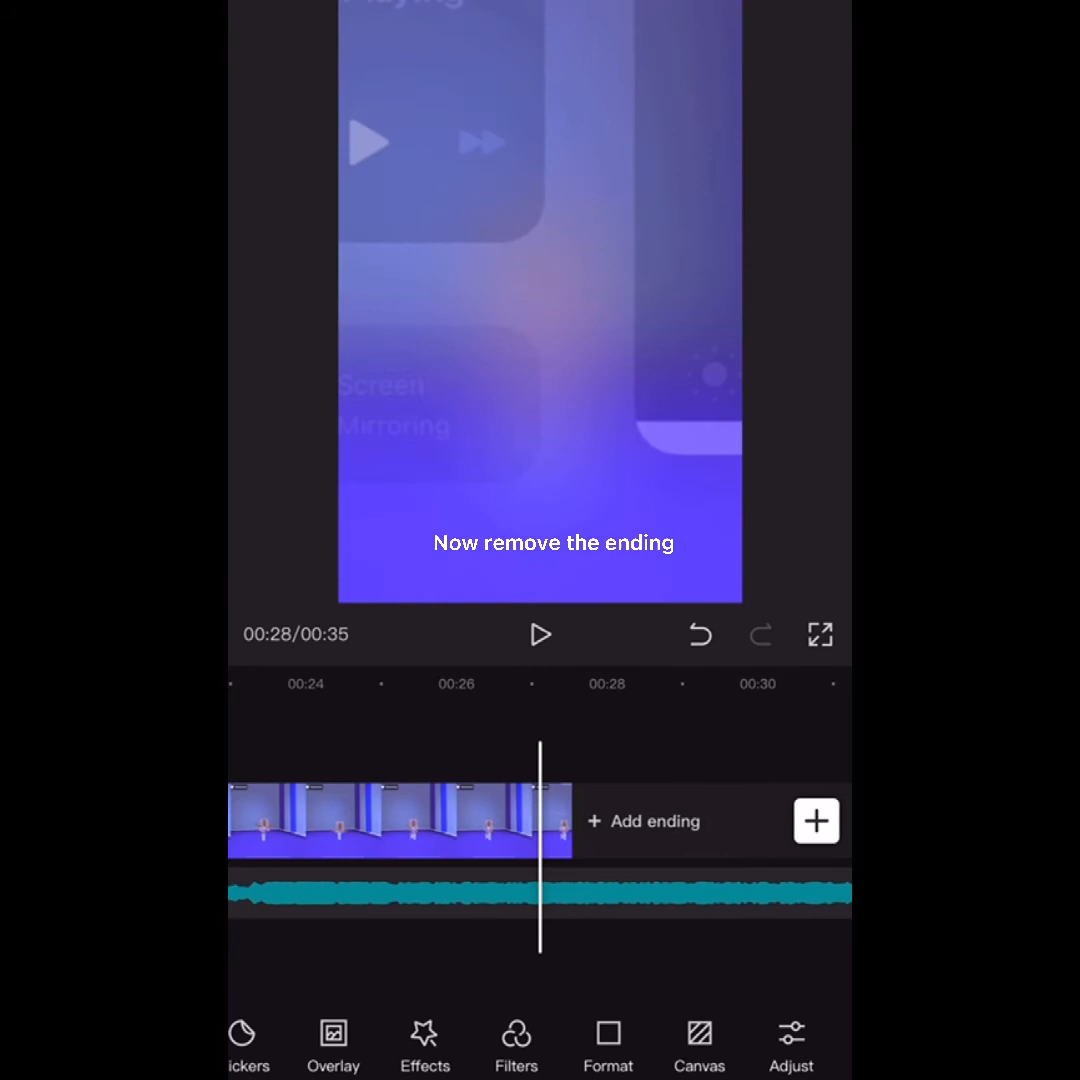 Playing
Screen
Mirroring
Now remove the ending
00:28/00:35
00:24
00:26
00:28
00:30
+ Add ending
ickers
Overlay
Effects
Filters
Format
Canvas
Adjust